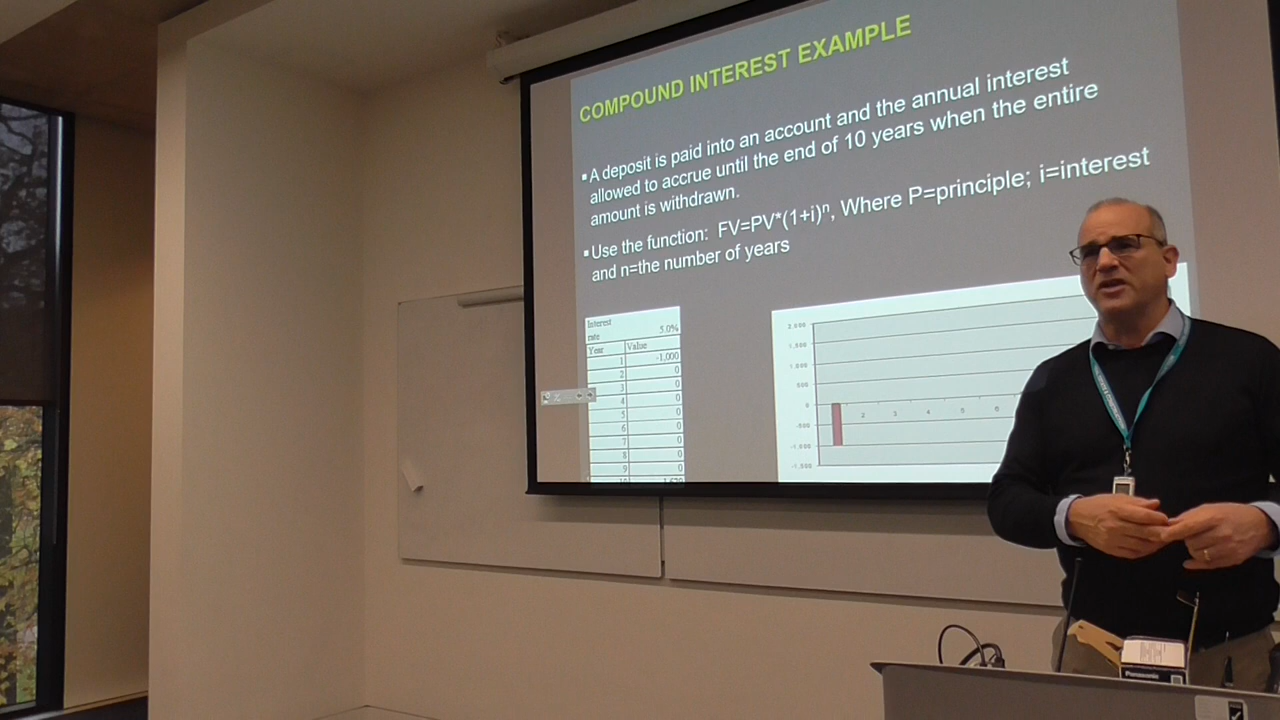 COMPOUND INTEREST EXAMPLE
▪A deposit is paid into an account and the annual interest
allowed to accrue until the end of 10 years when the entire
amount is withdrawn.
▪Use the function: FV=PV*(1+i)ⁿ, Where P=principle; i=interest
and n=the number of years
Interest
rate 5.0%
Year Value
1 -1,000
2 0
3 0
4 0
5 0
6 0
7 0
8 0
9 0
10 1,629
2,000
1,500
1,000
500
0
2 3 4 5 6
-500
-1,000
-1,500
Panasonic